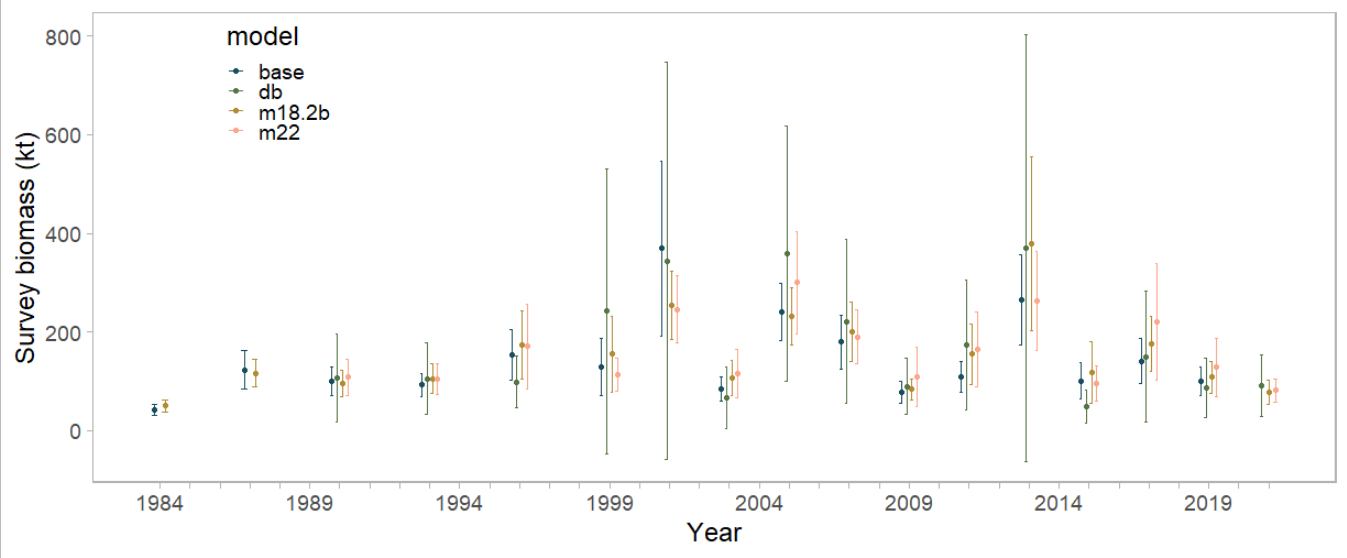 model
base
db
m18.2b
m22
Survey biomass (kt)
800
600
400
200
0
1984 1989 1994 1999 2004 2009 2014 2019
Year